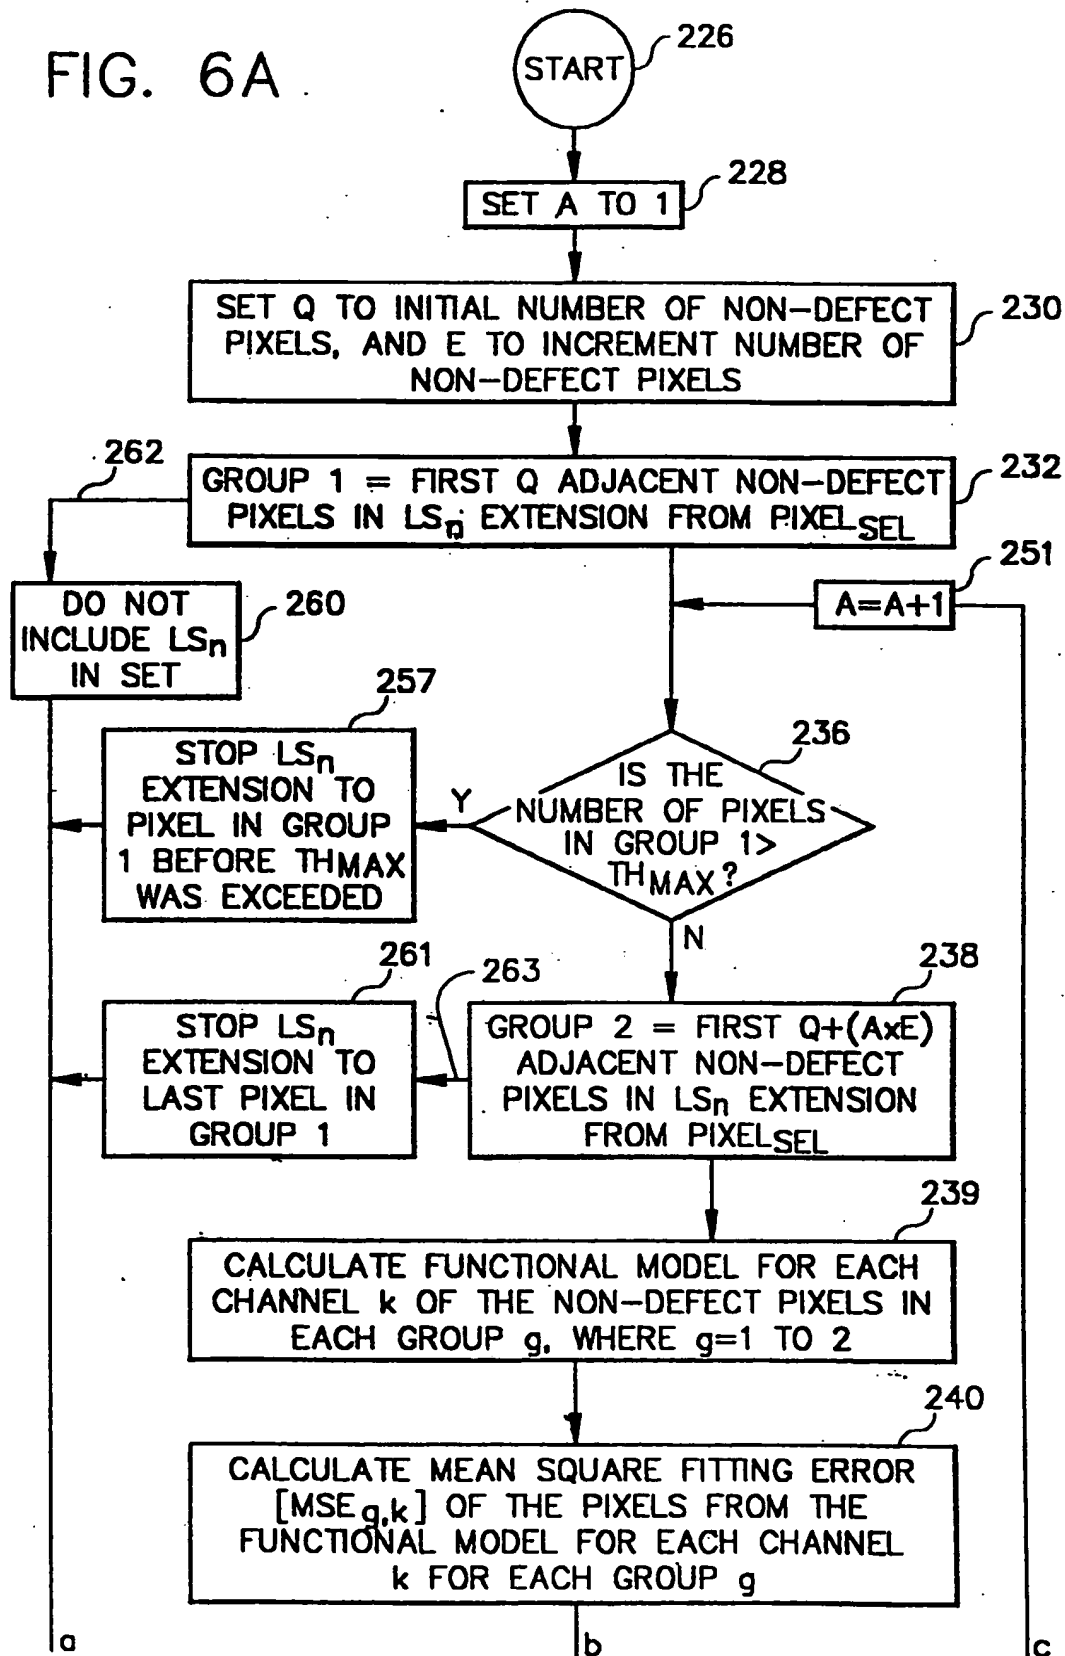 FIG. 6A
START
226
SET A TO 1
228
SET Q TO INITIAL NUMBER OF NON-DEFECT
PIXELS, AND E TO INCREMENT NUMBER OF
NON-DEFECT PIXELS
230
262
GROUP 1 = FIRST Q ADJACENT NON-DEFECT
PIXELS IN LSn EXTENSION FROM PIXELSEL
232
251
A=A+1
DO NOT
INCLUDE LSn
IN SET
260
257
STOP LSn
EXTENSION TO
PIXEL IN GROUP
1 BEFORE THMAX
WAS EXCEEDED
Y
236
IS THE
NUMBER OF PIXELS
IN GROUP 1>
THMAX?
N
261
263
238
STOP LSn
EXTENSION TO
LAST PIXEL IN
GROUP 1
GROUP 2 = FIRST Q+(AxE)
ADJACENT NON-DEFECT
PIXELS IN LSn EXTENSION
FROM PIXELSEL
239
CALCULATE FUNCTIONAL MODEL FOR EACH
CHANNEL k OF THE NON-DEFECT PIXELS IN
EACH GROUP g, WHERE g=1 TO 2
240
CALCULATE MEAN SQUARE FITTING ERROR
[MSEg,k] OF THE PIXELS FROM THE
FUNCTIONAL MODEL FOR EACH CHANNEL
k FOR EACH GROUP g
a
b
c